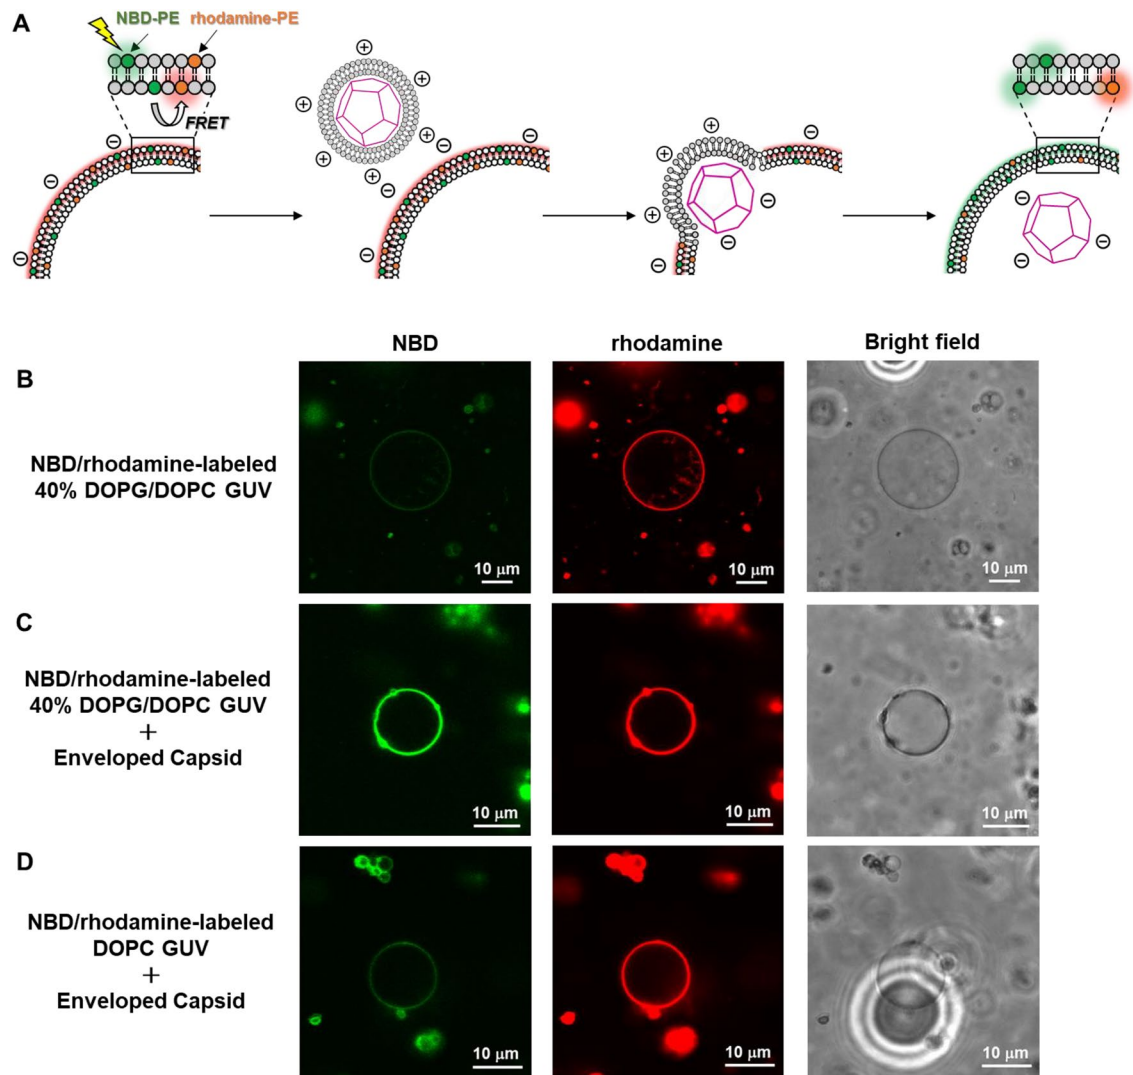 A
NBD-PE
rhodamine-PE
FRET
NBD
rhodamine
Bright field
B
NBD/rhodamine-labeled
40% DOPG/DOPC GUV
10 μm
10 μm
10 μm
C
NBD/rhodamine-labeled
40% DOPG/DOPC GUV
+
Enveloped Capsid
10 μm
10 μm
10 μm
D
NBD/rhodamine-labeled
DOPC GUV
+
Enveloped Capsid
10 μm
10 μm
10 μm